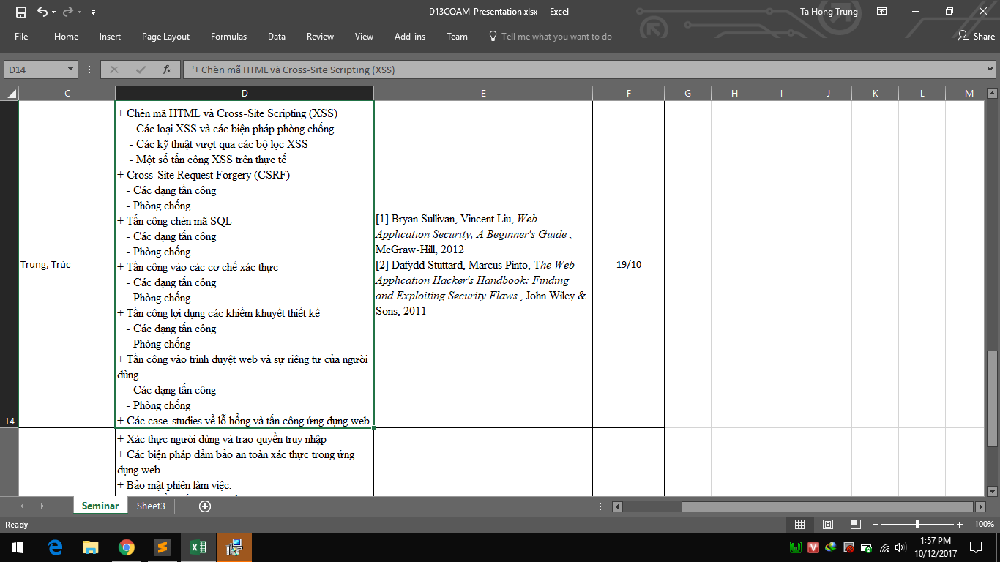 D13CQAM-Presentation.xlsx - Excel
Ta Hong Trung
File Home Insert Page Layout Formulas Data Review View Add-ins Team Tell me what you want to do Share
D14 fx '+ Chèn mã HTML và Cross-Site Scripting (XSS)
C D E F G H I J K L M
+ Chèn mã HTML và Cross-Site Scripting (XSS)
- Các loại XSS và các biện pháp phòng chống
- Các kỹ thuật vượt qua các bộ lọc XSS
- Một số tấn công XSS trên thực tế
+ Cross-Site Request Forgery (CSRF)
- Các dạng tấn công
- Phòng chống
+ Tấn công chèn mã SQL
- Các dạng tấn công
- Phòng chống
+ Tấn công vào các cơ chế xác thực
- Các dạng tấn công
- Phòng chống
+ Tấn công lợi dụng các khiếm khuyết thiết kế
- Các dạng tấn công
- Phòng chống
+ Tấn công vào trình duyệt web và sự riêng tư của người
dùng
- Các dạng tấn công
- Phòng chống
+ Các case-studies về lỗ hổng và tấn công ứng dụng web
Trung, Trúc
[1] Bryan Sullivan, Vincent Liu, Web
Application Security, A Beginner's Guide ,
McGraw-Hill, 2012
[2] Dafydd Stuttard, Marcus Pinto, The Web
Application Hacker's Handbook: Finding
and Exploiting Security Flaws , John Wiley &
Sons, 2011
19/10
14
+ Xác thực người dùng và trao quyền truy nhập
+ Các biện pháp đảm bảo an toàn xác thực trong ứng
dụng web
+ Bảo mật phiên làm việc:
Seminar Sheet3
Ready
100%
1:57 PM
10/12/2017